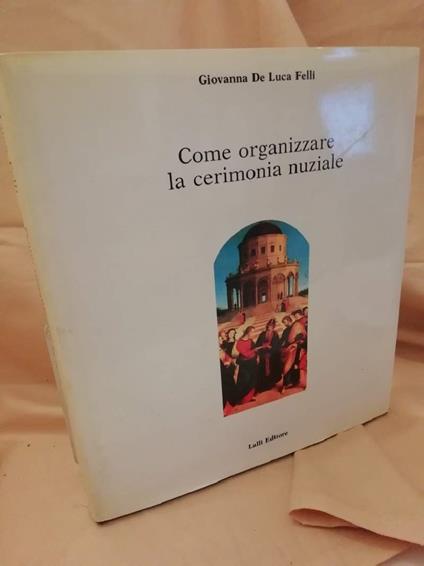 Giovanna De Luca Felli
Come organizzare
la cerimonia nuziale
Lalli Editore